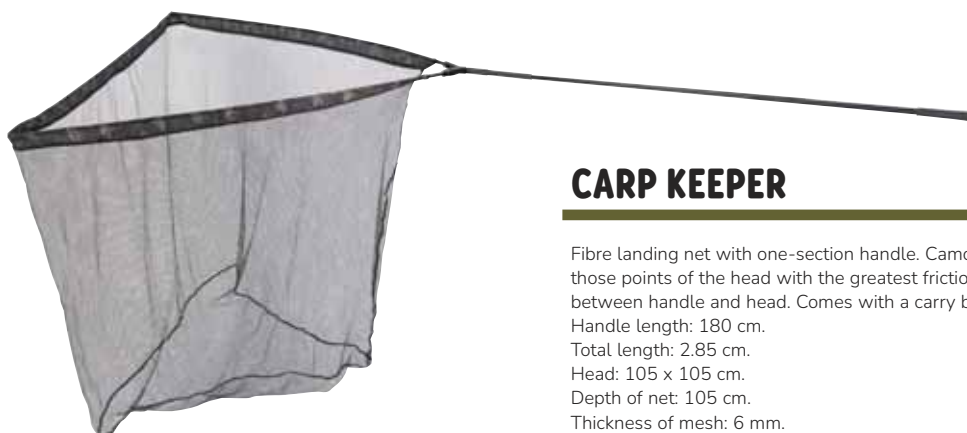 CARP KEEPER
Fibre landing net with one-section handle.
those points of the head with the greatest
between handle and head. Comes with a carry
Handle length: 180 cm.
Total length: 2.85 cm.
Head: 105 x 105 cm.
Depth of net: 105 cm.
Thickness of mesh: 6 mm.